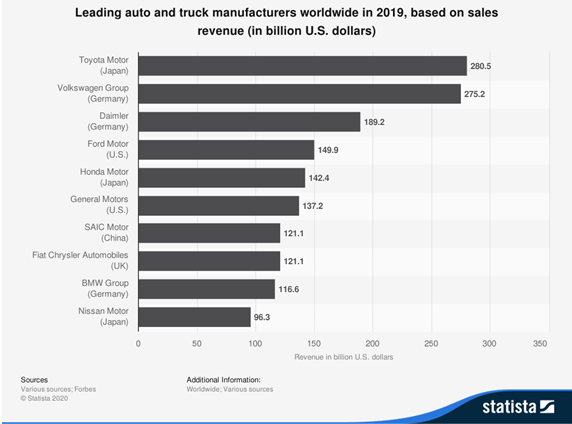 Leading auto and truck manufacturers worldwide in 2019, based on sales
revenue (in billion U.S. dollars)
Toyota Motor
(Japan)
280.5
Volkswagen Group
(Germany)
275.2
Daimler
(Germany)
189.2
Ford Motor
(U.S.)
149.9
Honda Motor
(Japan)
142.4
General Motors
(U.S.)
137.2
SAIC Motor
(China)
121.1
Fiat Chrysler Automobiles
(UK)
121.1
BMW Group
(Germany)
116.6
Nissan Motor
(Japan)
96.3
0 50 100 150 200 250 300 350
Revenue in billion U.S. dollars
Sources
Various sources; Forbes
© Statista 2020
Additional Information:
Worldwide; Various sources
statista